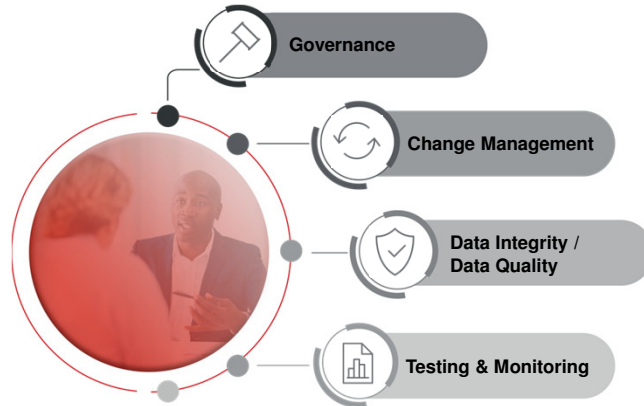 Governance
Change Management
Data Integrity /
Data Quality
Testing & Monitoring